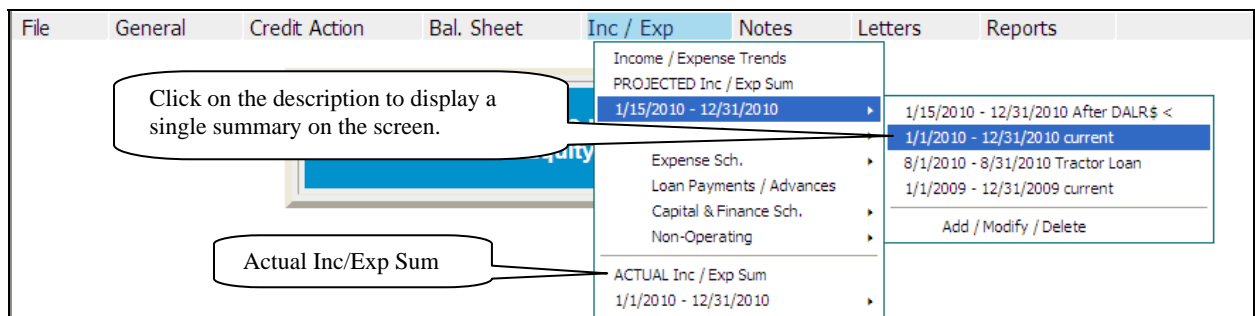 File General Credit Action Bal. Sheet Inc / Exp Notes Letters Reports
Income / Expense Trends
PROJECTED Inc / Exp Sum
1/15/2010 - 12/31/2010
Expense Sch.
Loan Payments / Advances
Capital & Finance Sch.
Non-Operating
ACTUAL Inc / Exp Sum
1/1/2010 - 12/31/2010
1/15/2010 - 12/31/2010 After DALR$ <
1/1/2010 - 12/31/2010 current
8/1/2010 - 8/31/2010 Tractor Loan
1/1/2009 - 12/31/2009 current
Add / Modify / Delete
Click on the description to display a
single summary on the screen.
Actual Inc/Exp Sum